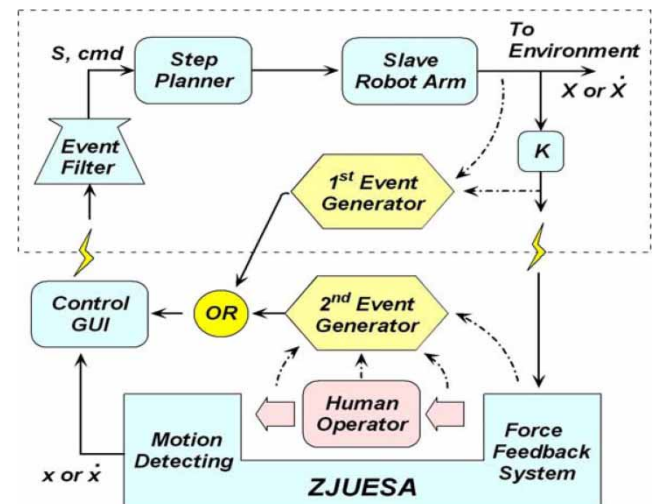 S, cmd
Step
Planner
Slave
Robot Arm
To
Environment
X or Ẋ
Event
Filter
K
1st Event
Generator
Control
GUI
OR
2nd Event
Generator
Human
Operator
Motion
Detecting
Force
Feedback
System
x or ẋ
ZJUESA